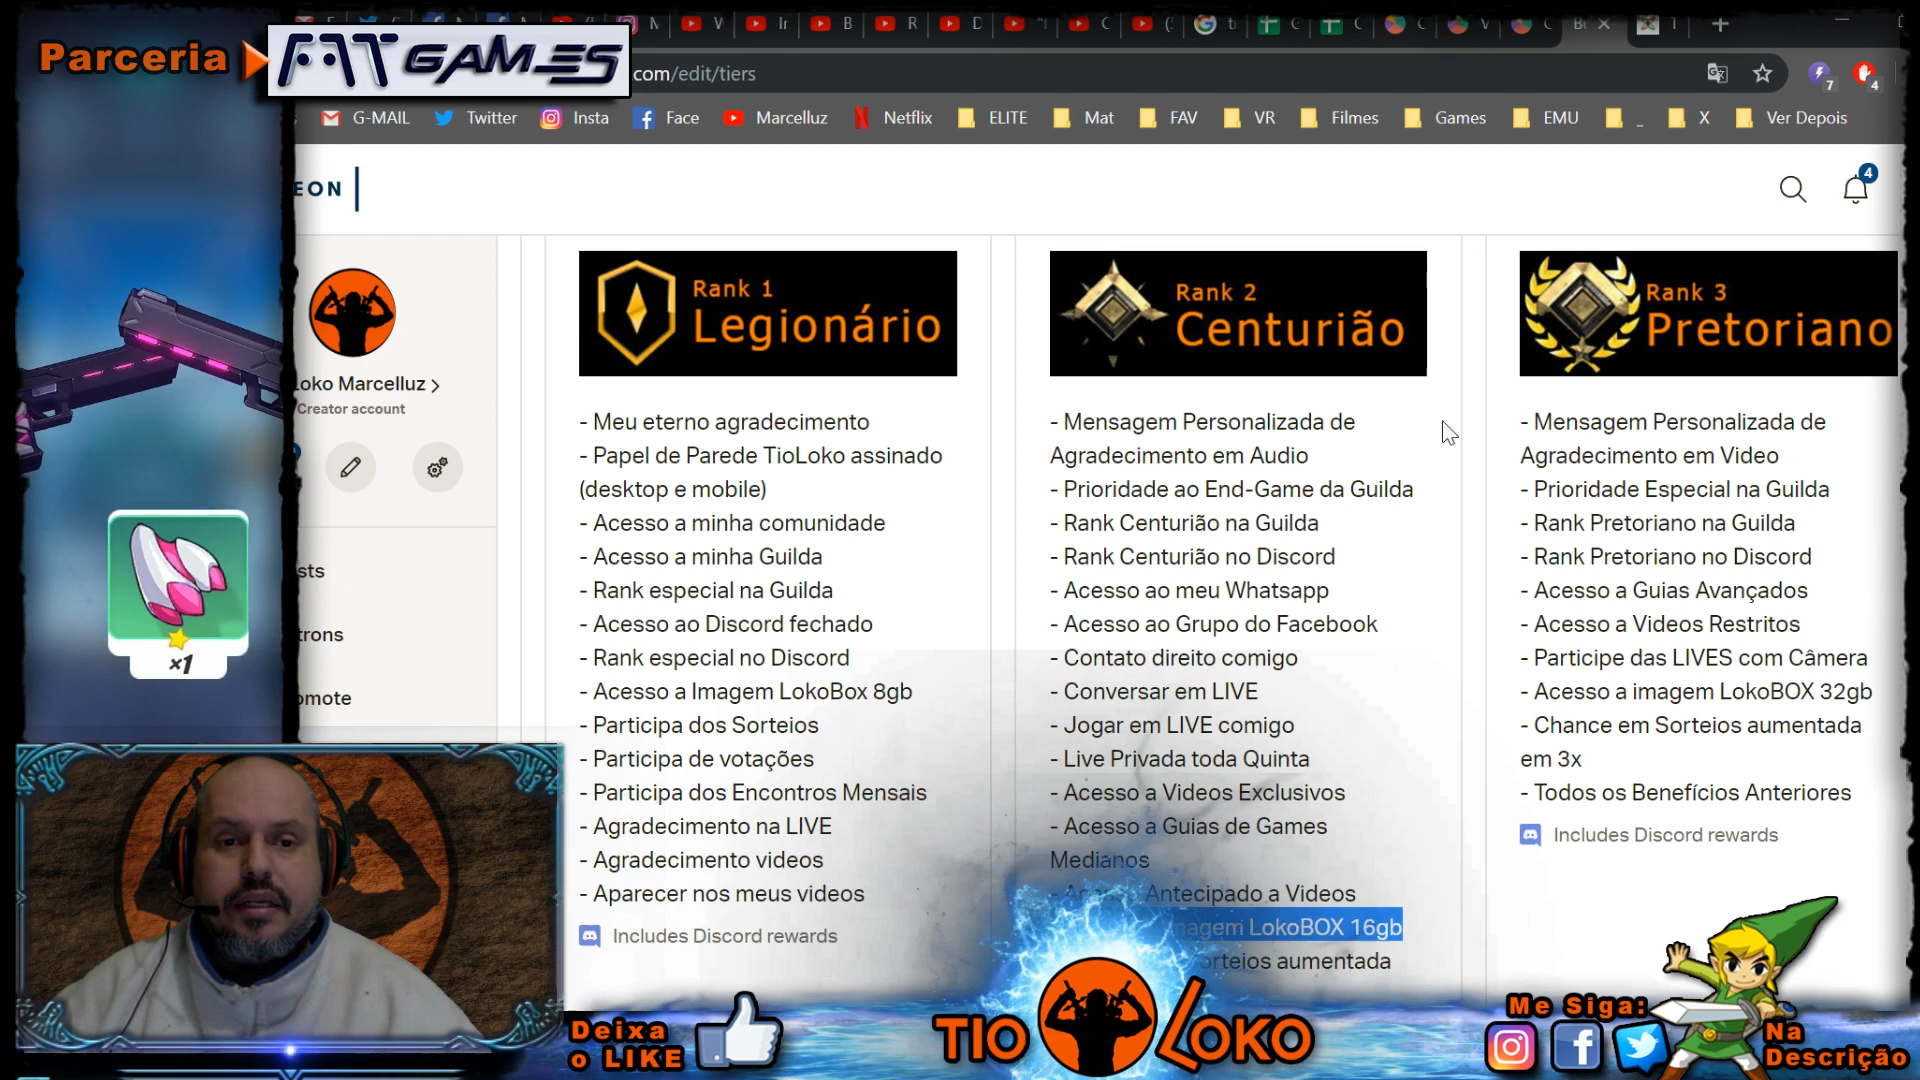 Parceria
FAT GAMES
com/edit/tiers
7
4
G-MAIL
Twitter
Insta
Face
Marcelluz
Netflix
ELITE
Mat
FAV
VR
Filmes
Games
EMU
_
X
Ver Depois
EON
4
Loko Marcelluz
Creator account
sts
trons
omote
×1
Rank 1
Legionário
- Meu eterno agradecimento
- Papel de Parede TioLoko assinado
(desktop e mobile)
- Acesso a minha comunidade
- Acesso a minha Guilda
- Rank especial na Guilda
- Acesso ao Discord fechado
- Rank especial no Discord
- Acesso a Imagem LokoBox 8gb
- Participa dos Sorteios
- Participa de votações
- Participa dos Encontros Mensais
- Agradecimento na LIVE
- Agradecimento videos
- Aparecer nos meus videos
Includes Discord rewards
Rank 2
Centurião
- Mensagem Personalizada de
Agradecimento em Audio
- Prioridade ao End-Game da Guilda
- Rank Centurião na Guilda
- Rank Centurião no Discord
- Acesso ao meu Whatsapp
- Acesso ao Grupo do Facebook
- Contato direito comigo
- Conversar em LIVE
- Jogar em LIVE comigo
- Live Privada toda Quinta
- Acesso a Videos Exclusivos
- Acesso a Guias de Games
Medianos
Antecipado a Videos
magem LokoBOX 16gb
orteios aumentada
Rank 3
Pretoriano
- Mensagem Personalizada de
Agradecimento em Video
- Prioridade Especial na Guilda
- Rank Pretoriano na Guilda
- Rank Pretoriano no Discord
- Acesso a Guias Avançados
- Acesso a Videos Restritos
- Participe das LIVES com Câmera
- Acesso a imagem LokoBOX 32gb
- Chance em Sorteios aumentada
em 3x
- Todos os Benefícios Anteriores
Includes Discord rewards
Deixa
o LIKE
TIO LOKO
Me Siga:
Na
Descrição